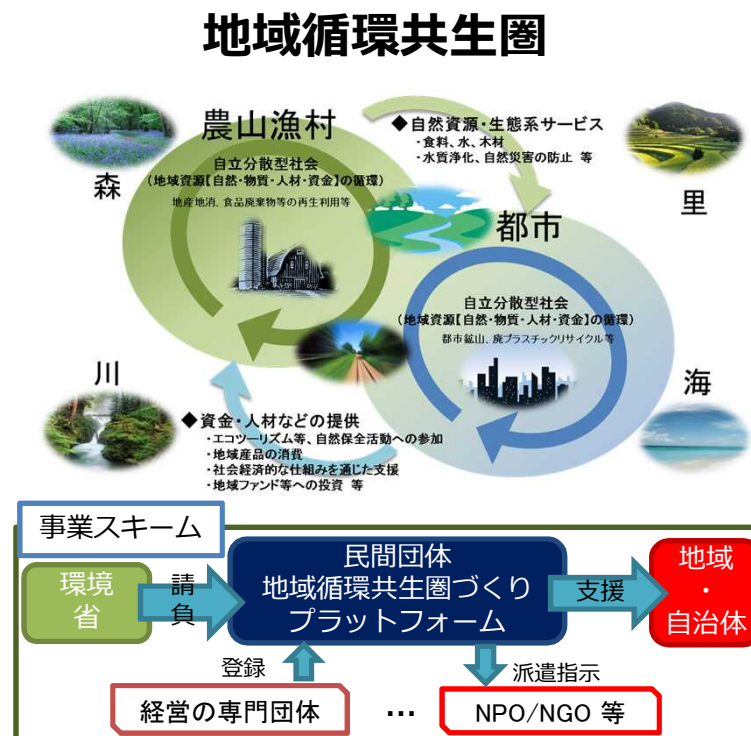 地域循環共生圏
農山漁村
自立分散型社会
(地域資源【自然・物質・人材・資金】の循環)
地産地消、食品廃棄物等の再生利用等
◆自然資源・生態系サービス
・食料、水、木材
・水質浄化、自然災害の防止 等
森
里
都市
自立分散型社会
(地域資源【自然・物質・人材・資金】の循環)
都市鉱山、廃プラスチックリサイクル等
川
海
◆資金・人材などの提供
・エコツーリズム等、自然保全活動への参加
・地域産品の消費
・社会経済的な仕組みを通じた支援
・地域ファンド等への投資 等
事業スキーム
環境
省
請
負
民間団体
地域循環共生圏づくり
プラットフォーム
支援
地域
・
自治体
登録
派遣指示
経営の専門団体
…
NPO/NGO 等